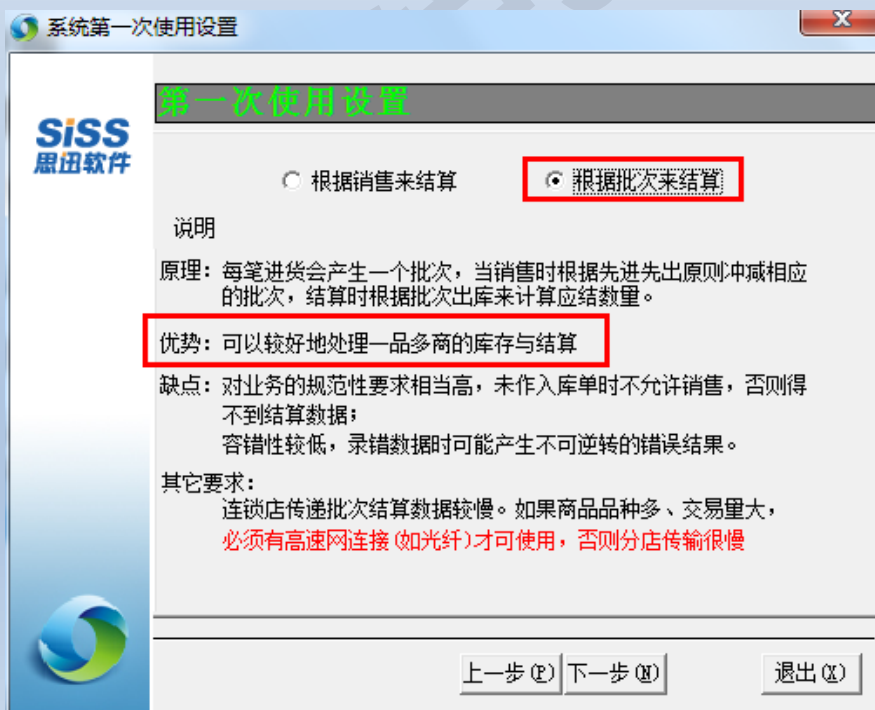 系统第一次使用设置
第一次使用设置
SiSS
思迅软件
根据销售来结算
根据批次来结算
说明
原理：每笔进货会产生一个批次，当销售时根据先进先出原则冲减相应
的批次，结算时根据批次出库来计算应结数量。
优势：可以较好地处理一品多商的库存与结算
缺点：对业务的规范性要求相当高，未作入库单时不允许销售，否则得
不到结算数据；
容错性较低，录错数据时可能产生不可逆转的错误结果。
其它要求：
连锁店传递批次结算数据较慢。如果商品品种多、交易量大，
必须有高速网连接(如光纤)才可使用，否则分店传输很慢
上一步(P) 下一步(N) 退出(X)